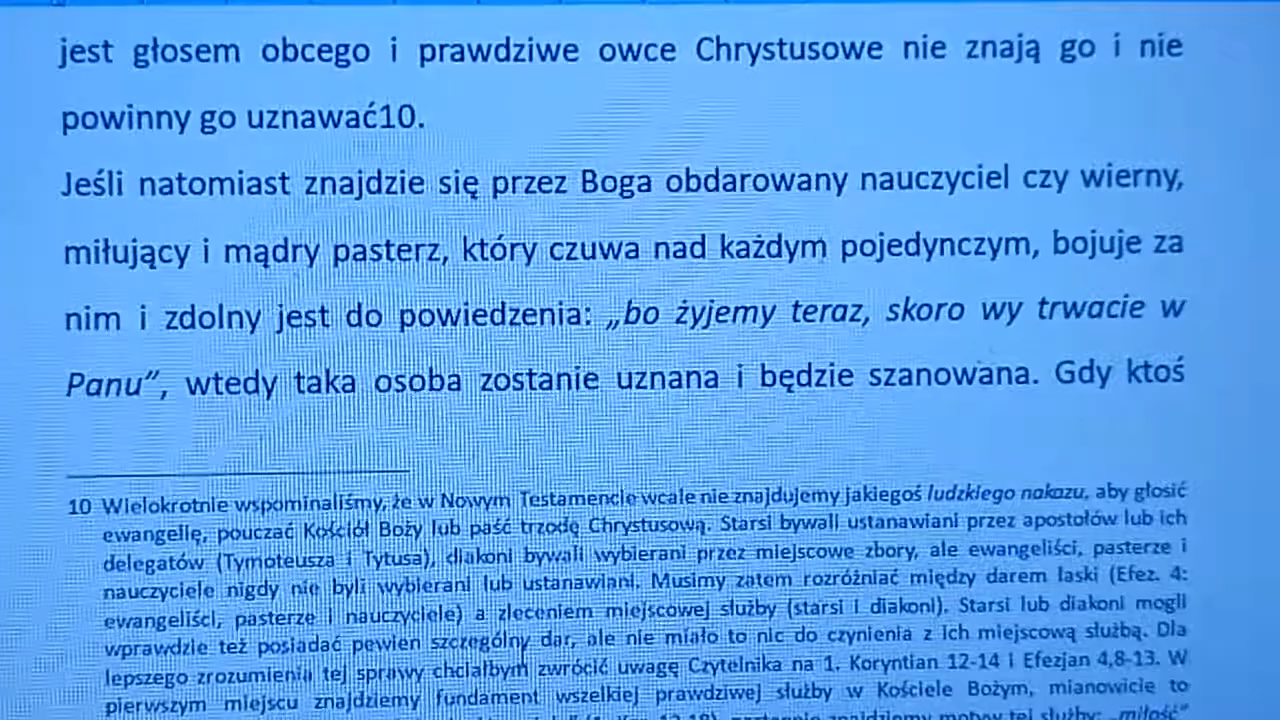 jest głosem obcego i prawdziwe owce Chrystusowe nie znają go i nie
powinny go uznawać10.
Jeśli natomiast znajdzie się przez Boga obdarowany nauczyciel czy wierny,
miłujący i mądry pasterz, który czuwa nad każdym pojedynczym, bojuje za
nim i zdolny jest do powiedzenia: „bo żyjemy teraz, skoro wy trwacie w
Panu”, wtedy taka osoba zostanie uznana i będzie szanowana. Gdy ktoś
10 Wielokrotnie wspominaliśmy, że w Nowym Testamencie wcale nie znajdujemy jakiegoś ludzkiego nakazu, aby głosić
ewangelię, pouczać Kościół Boży lub paść trzodę Chrystusową. Starsi bywali ustanawiani przez apostołów lub ich
delegatów (Tymoteusza i Tytusa), diakoni bywali wybierani przez miejscowe zbory, ale ewangeliści, pasterze i
nauczyciele nigdy nie byli wybierani lub ustanawiani. Musimy zatem rozróżniać między darem łaski (Efez. 4:
ewangeliści, pasterze i nauczyciele) a zleceniem miejscowej służby (starsi i diakoni). Starsi lub diakoni mogli
wprawdzie też posiadać pewien szczególny dar, ale nie miało to nic do czynienia z ich miejscową służbą. Dla
lepszego zrozumienia tej sprawy chciałbym zwrócić uwagę Czytelnika na 1. Koryntian 12-14 i Efezjan 4,8-13. W
pierwszym miejscu znajdziemy fundament wszelkiej prawdziwej służby w Kościele Bożym, mianowicie to
znajdziemy motyw tej służby: „miłość”